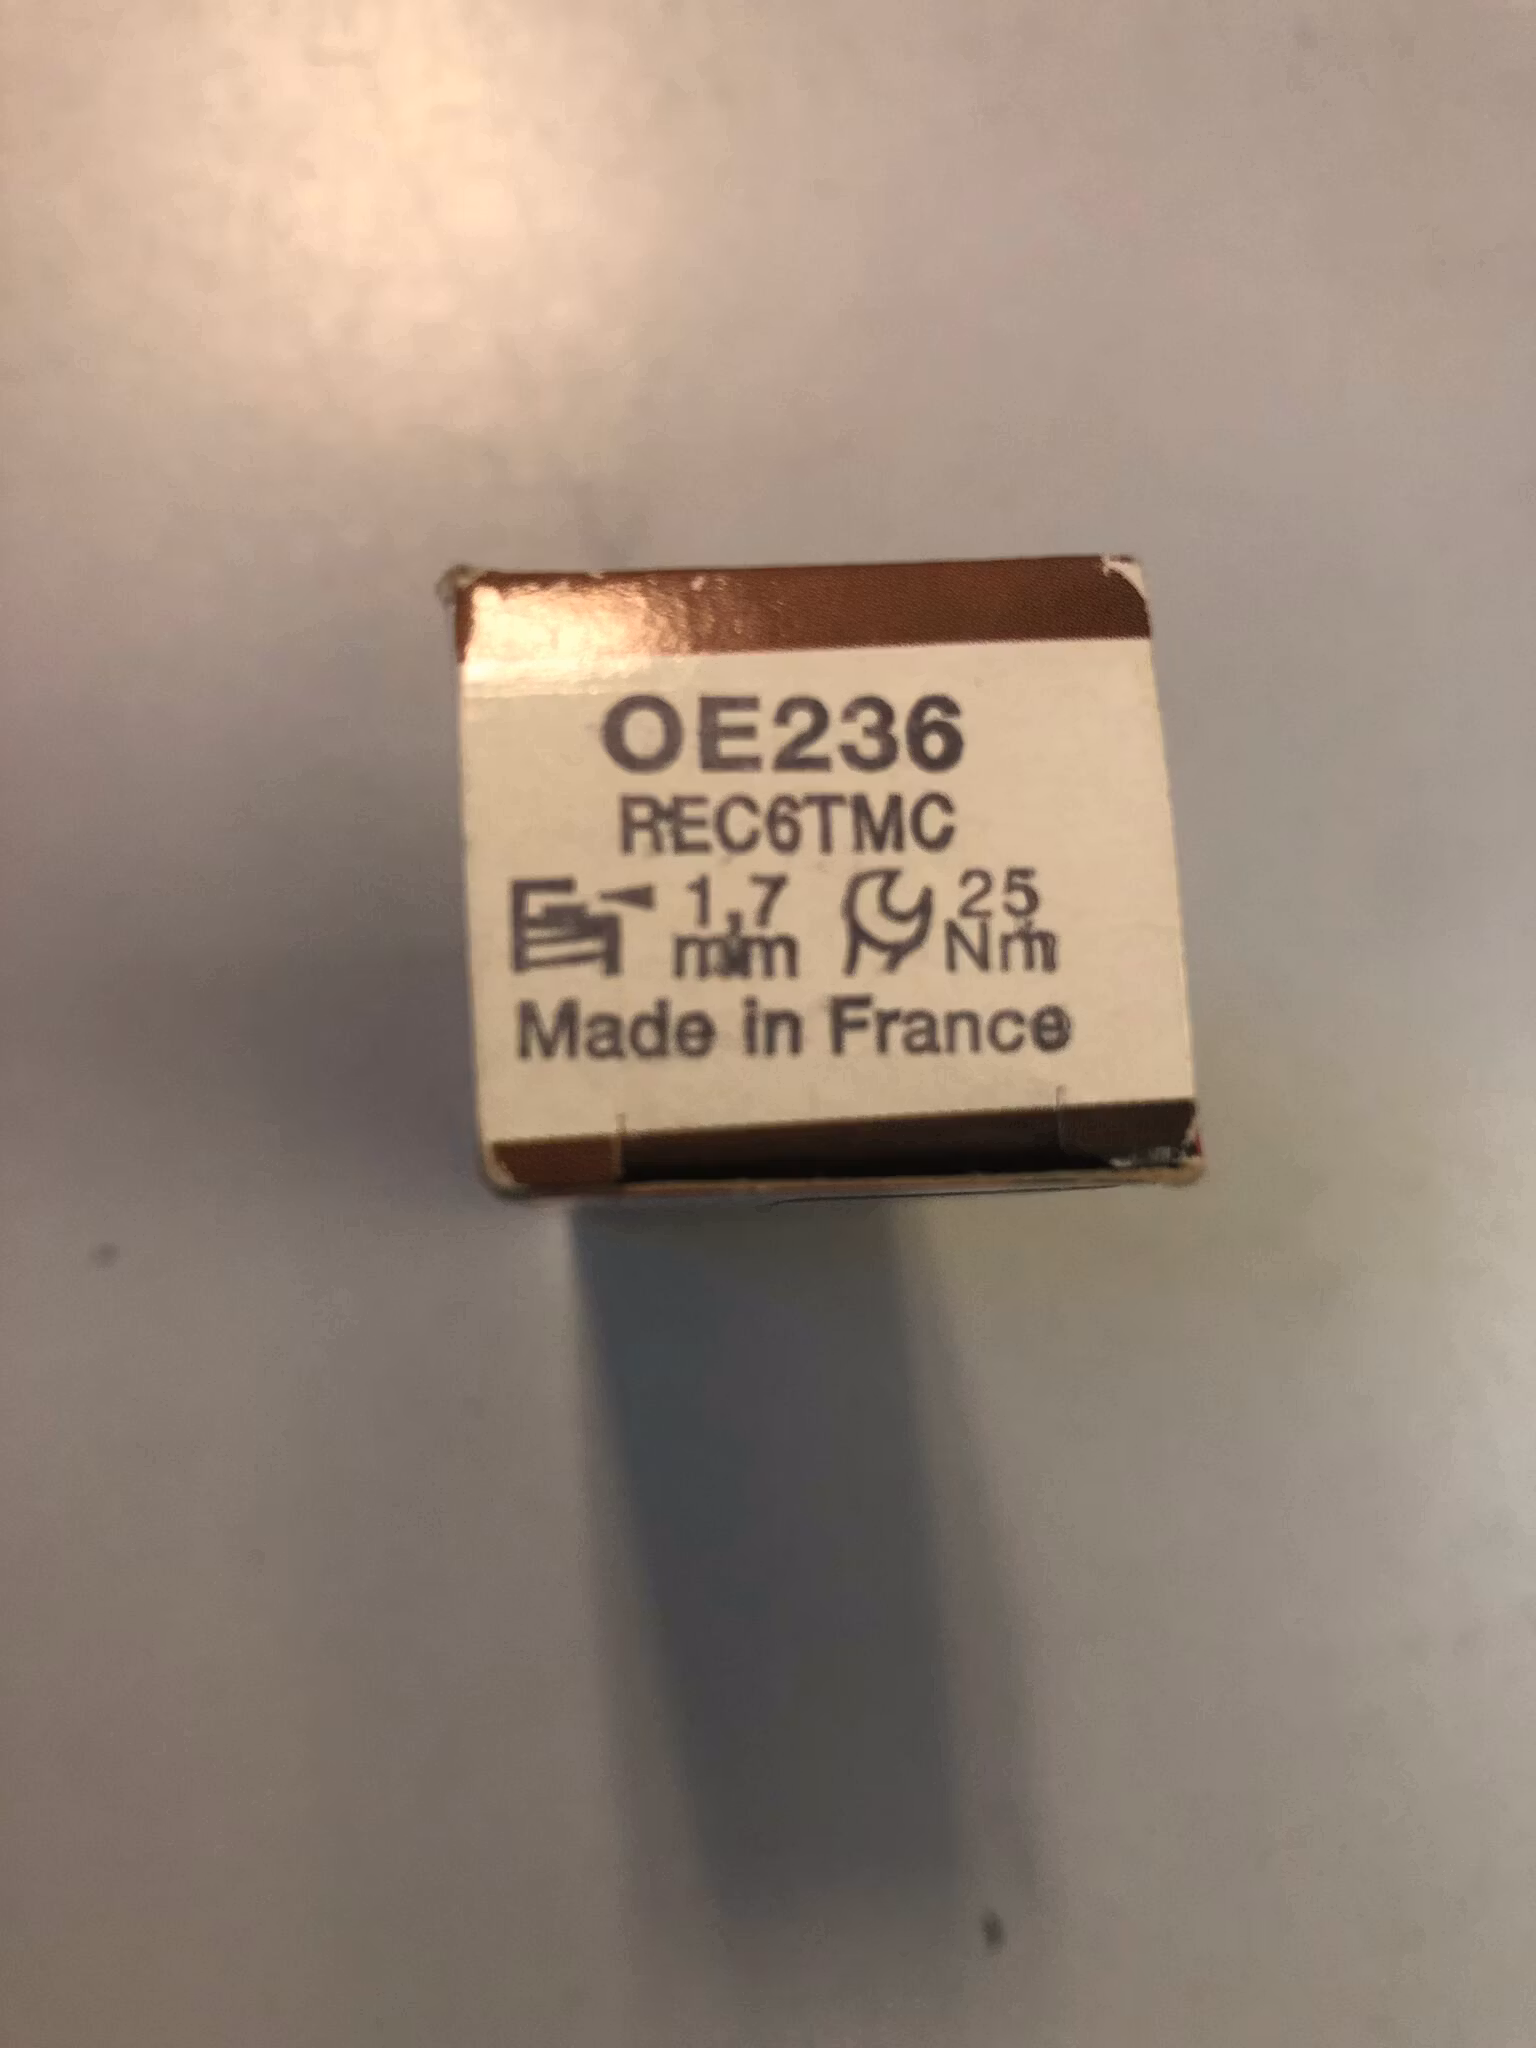 OE236
REC6TMC
1,7 mm 25 Nm
Made in France